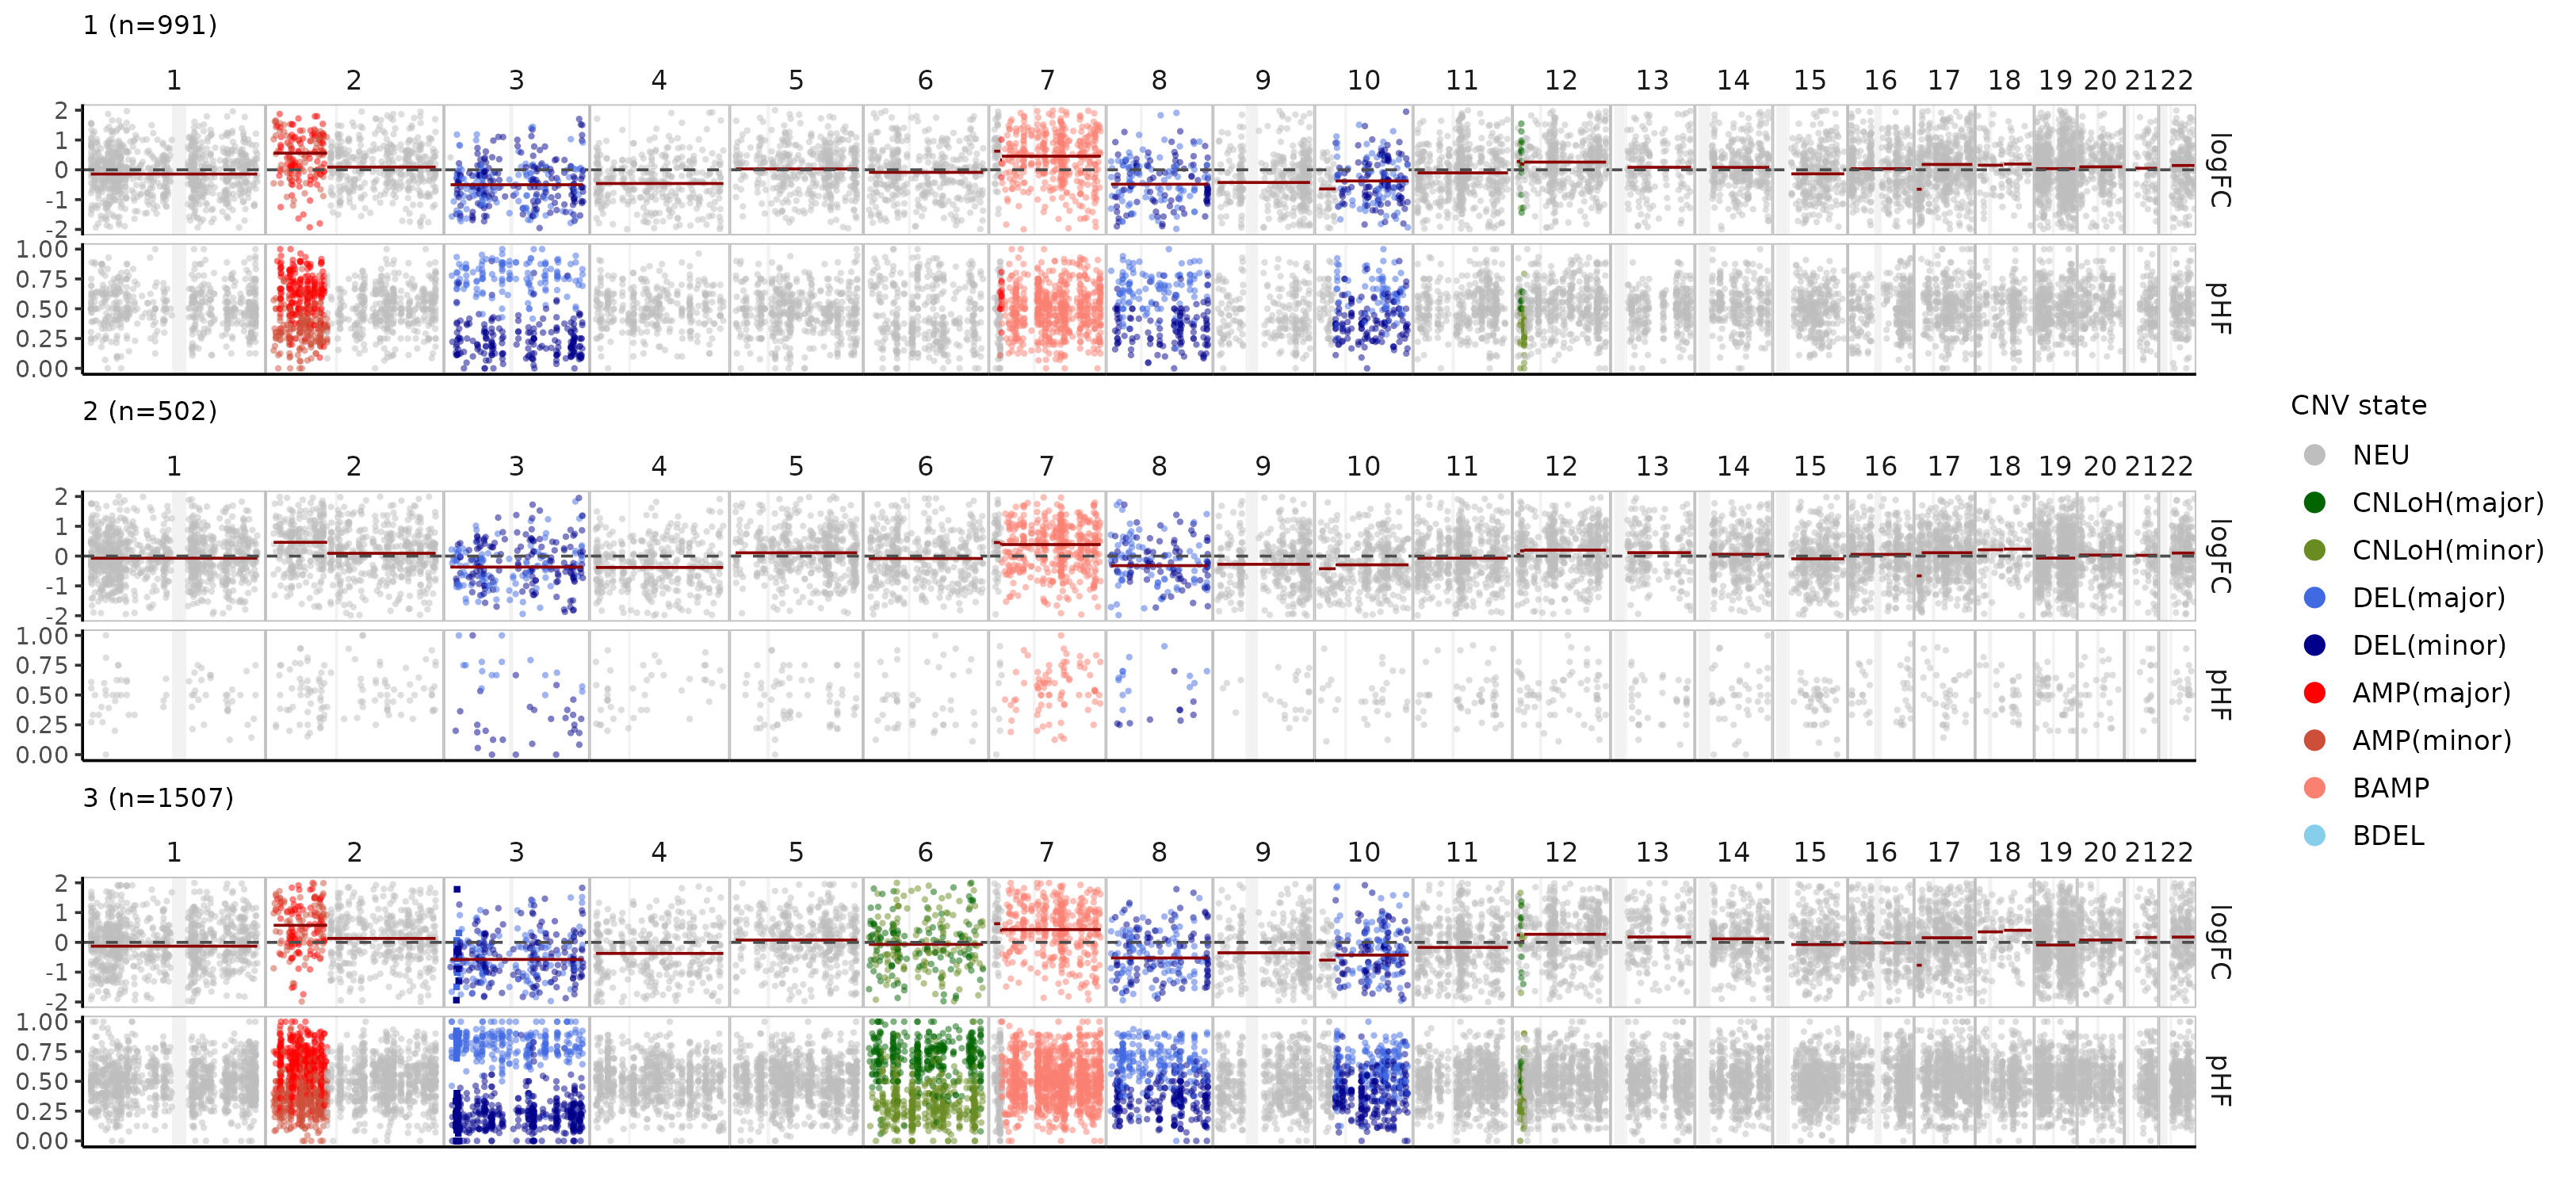 1 (n=991)
1 2 3 4 5 6 7 8 9 10 11 12 13 14 15 16 17 18 19 20 21 22
2
1
0
-1
-2
logFC
1.00
0.75
0.50
0.25
0.00
pHF
2 (n=502)
1 2 3 4 5 6 7 8 9 10 11 12 13 14 15 16 17 18 19 20 21 22
2
1
0
-1
-2
logFC
1.00
0.75
0.50
0.25
0.00
pHF
3 (n=1507)
1 2 3 4 5 6 7 8 9 10 11 12 13 14 15 16 17 18 19 20 21 22
2
1
0
-1
-2
logFC
1.00
0.75
0.50
0.25
0.00
pHF
CNV state
NEU
CNLoH(major)
CNLoH(minor)
DEL(major)
DEL(minor)
AMP(major)
AMP(minor)
BAMP
BDEL